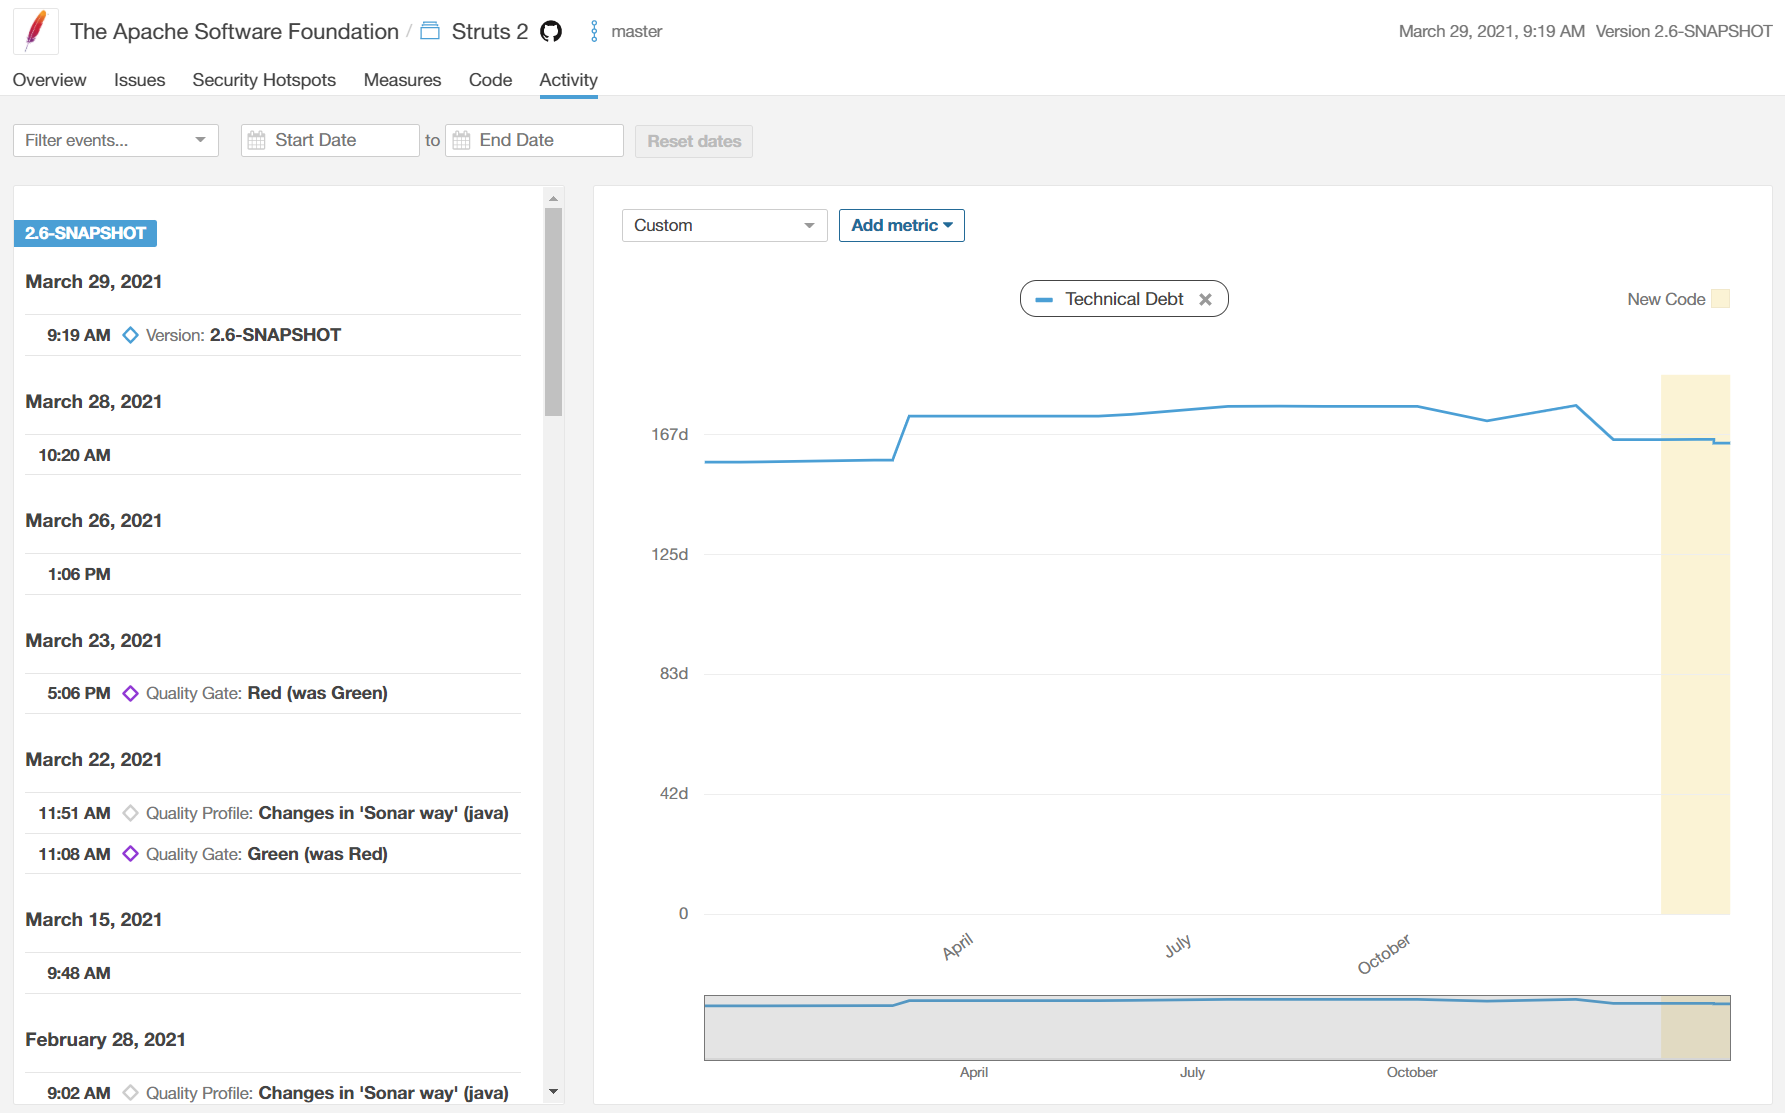 The Apache Software Foundation / Struts 2 master
March 29, 2021, 9:19 AM Version 2.6-SNAPSHOT
Overview Issues Security Hotspots Measures Code Activity
Filter events... Start Date to End Date Reset dates
2.6-SNAPSHOT
March 29, 2021
9:19 AM Version: 2.6-SNAPSHOT
March 28, 2021
10:20 AM
March 26, 2021
1:06 PM
March 23, 2021
5:06 PM Quality Gate: Red (was Green)
March 22, 2021
11:51 AM Quality Profile: Changes in 'Sonar way' (java)
11:08 AM Quality Gate: Green (was Red)
March 15, 2021
9:48 AM
February 28, 2021
9:02 AM Quality Profile: Changes in 'Sonar way' (java)
Custom Add metric
Technical Debt
New Code
167d
125d
83d
42d
0
April July October
April July October